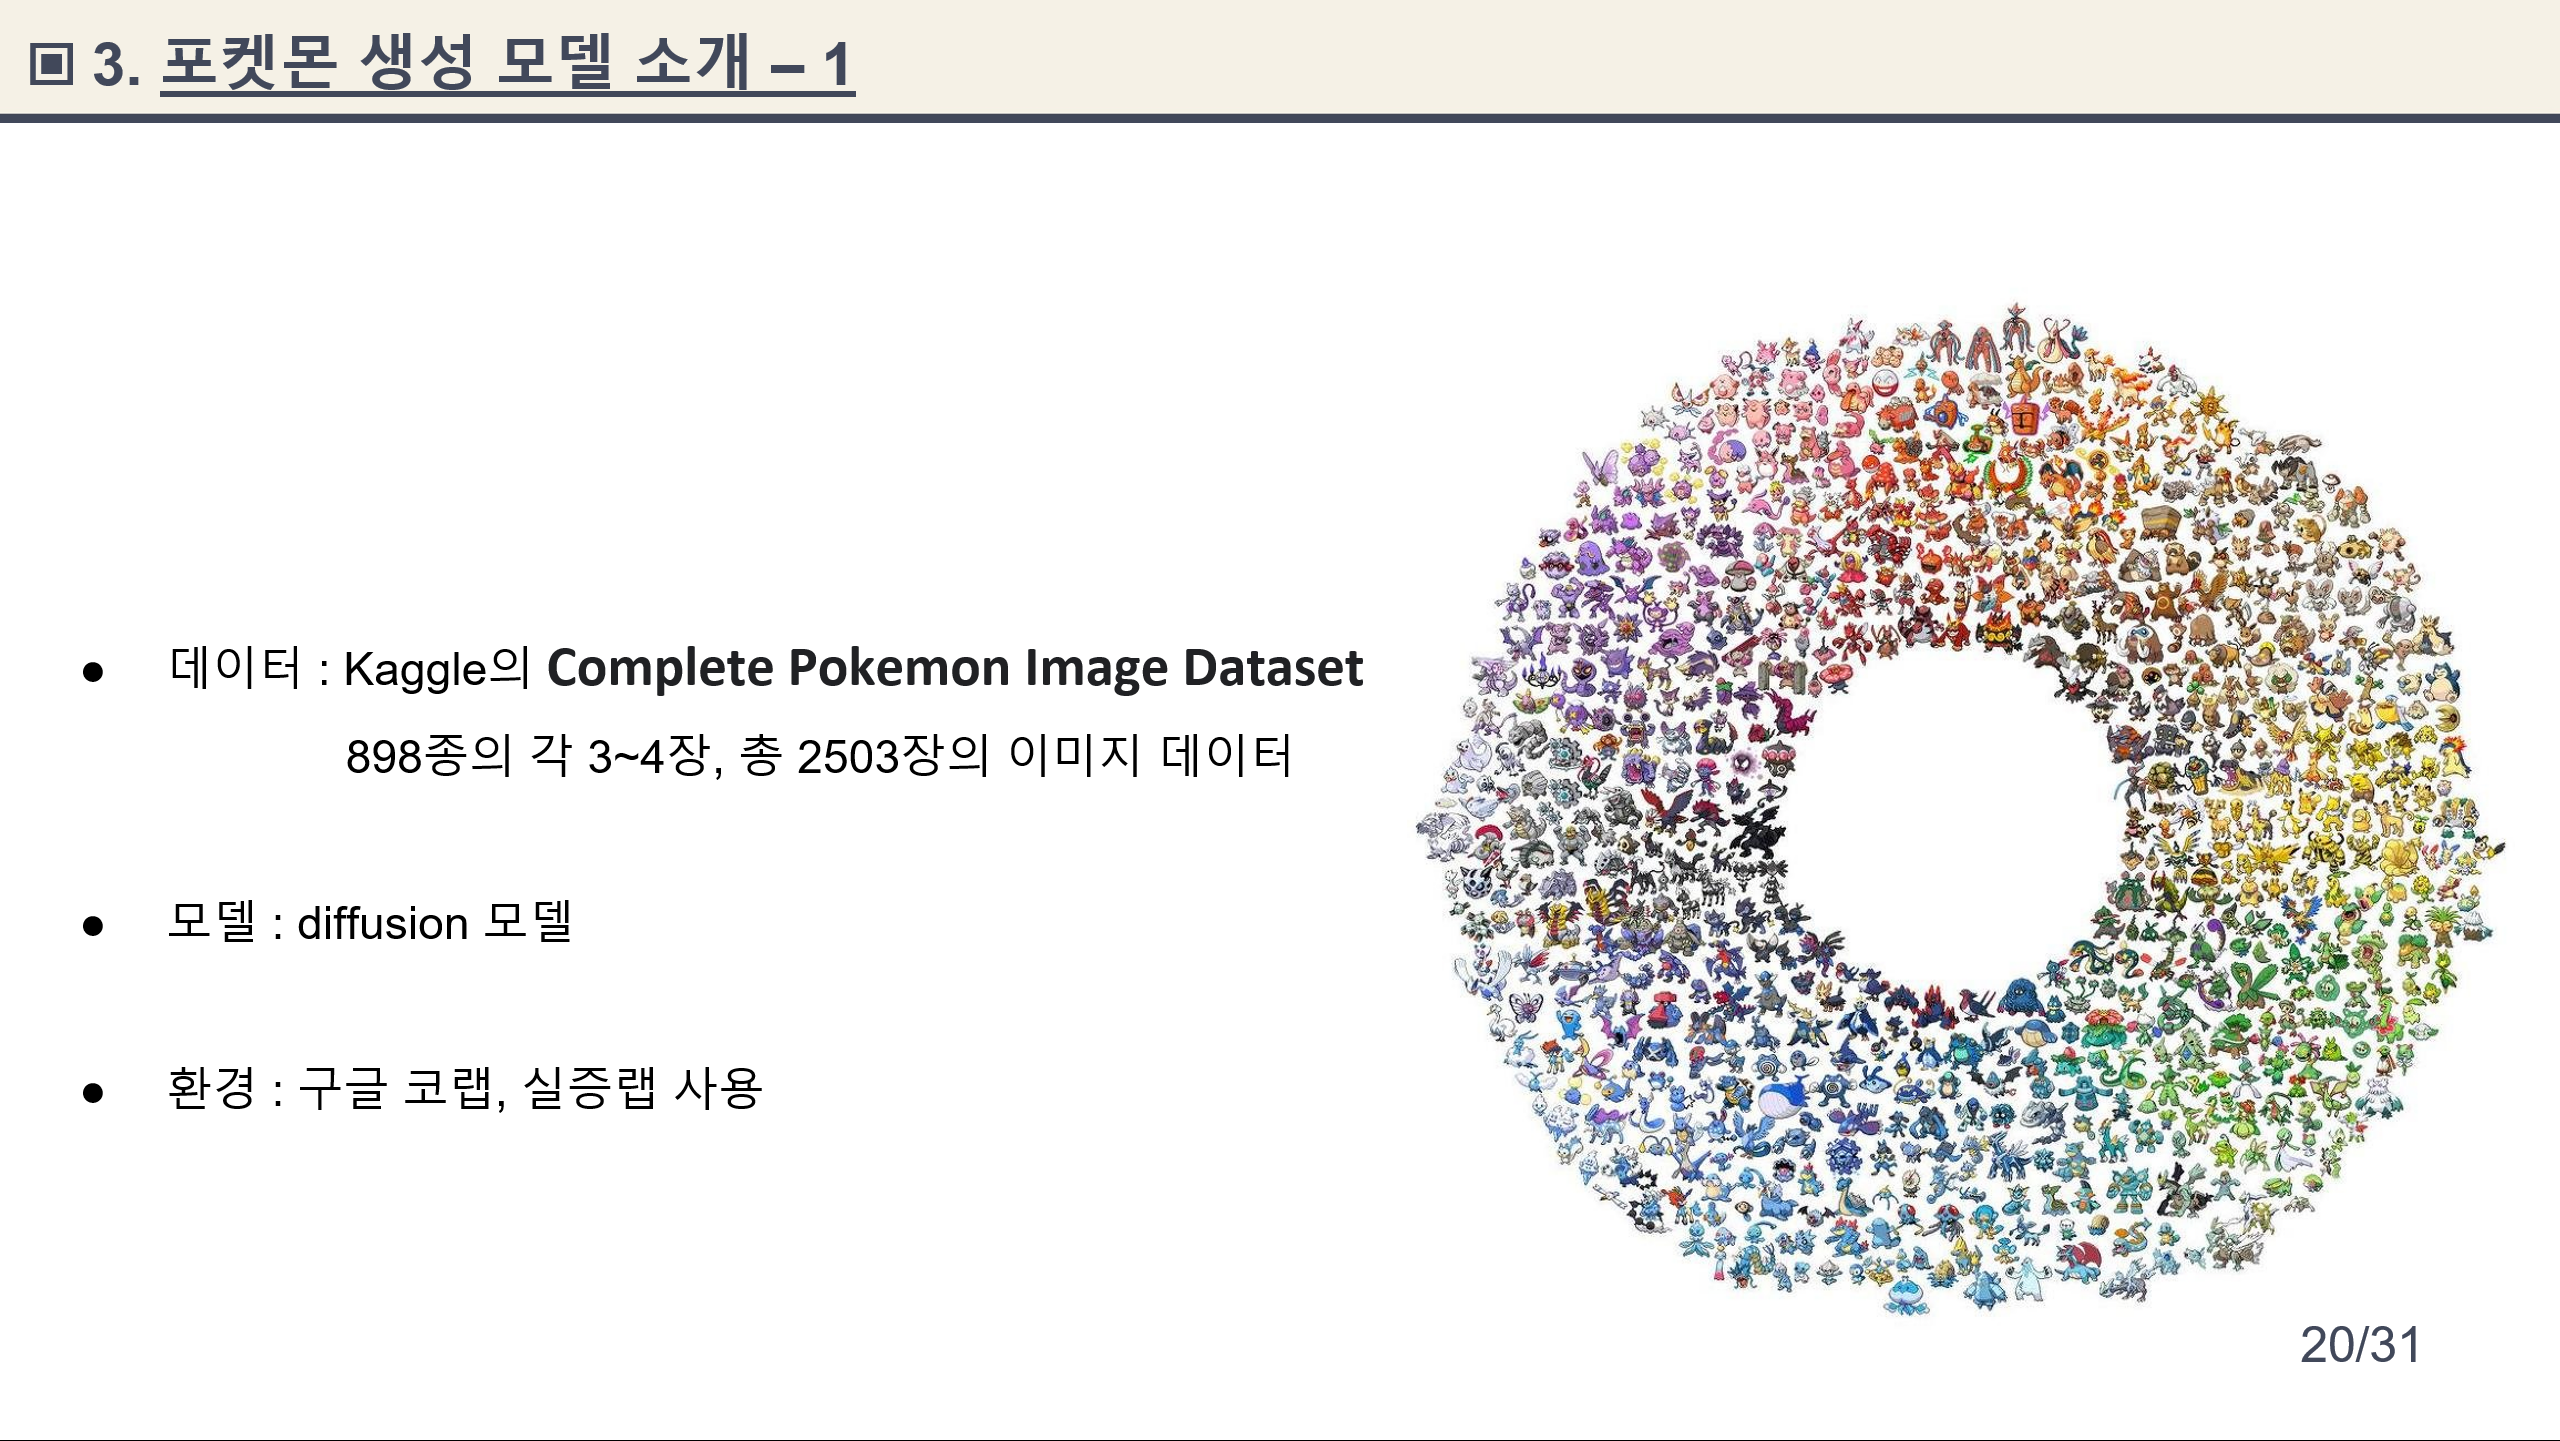 ▣ 3. 포켓몬 생성 모델 소개 – 1
● 데이터 : Kaggle의 Complete Pokemon Image Dataset
898종의 각 3~4장, 총 2503장의 이미지 데이터
● 모델 : diffusion 모델
● 환경 : 구글 코랩, 실증랩 사용
20/31